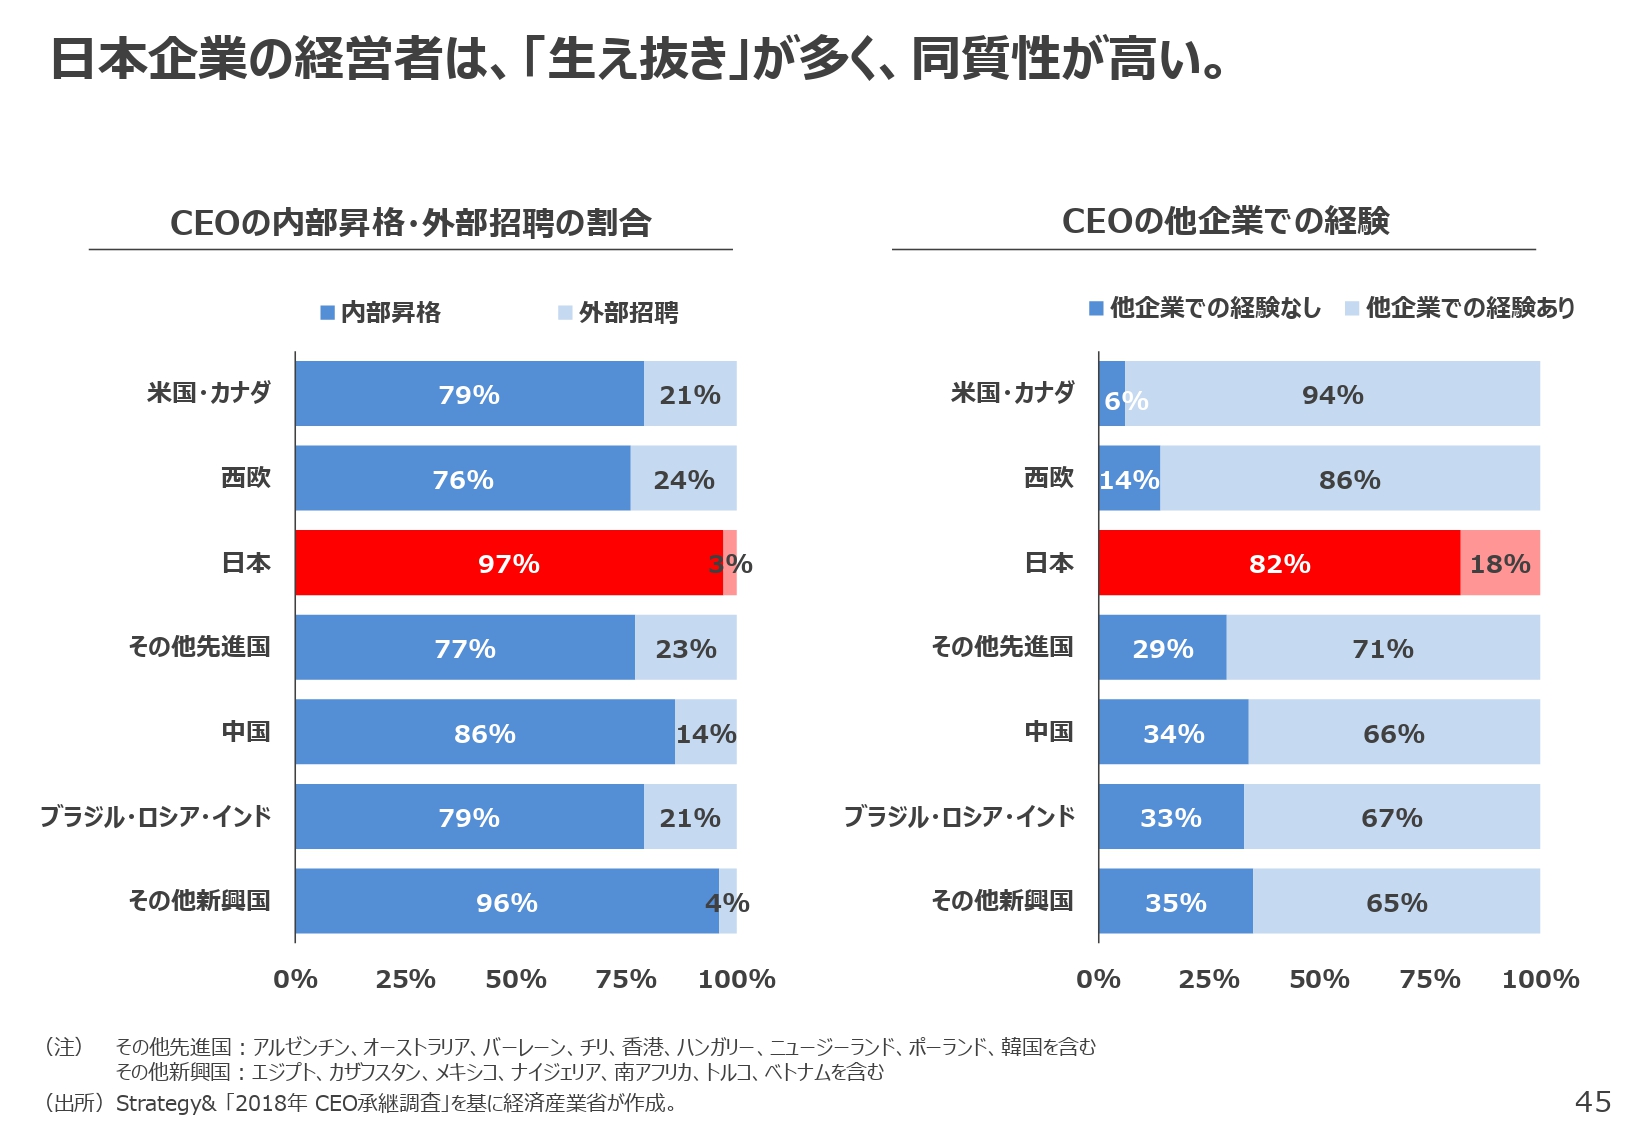 日本企業の経営者は、「生え抜き」が多く、同質性が高い。
CEOの内部昇格・外部招聘の割合
内部昇格 外部招聘
米国・カナダ 79% 21%
西欧 76% 24%
日本 97% 3%
その他先進国 77% 23%
中国 86% 14%
ブラジル・ロシア・インド 79% 21%
その他新興国 96% 4%
0% 25% 50% 75% 100%
CEOの他企業での経験
他企業での経験なし 他企業での経験あり
米国・カナダ 6% 94%
西欧 14% 86%
日本 82% 18%
その他先進国 29% 71%
中国 34% 66%
ブラジル・ロシア・インド 33% 67%
その他新興国 35% 65%
0% 25% 50% 75% 100%
（注） その他先進国：アルゼンチン、オーストラリア、バーレーン、チリ、香港、ハンガリー、ニュージーランド、ポーランド、韓国を含む
その他新興国：エジプト、カザフスタン、メキシコ、ナイジェリア、南アフリカ、トルコ、ベトナムを含む
（出所） Strategy&「2018年 CEO承継調査」を基に経済産業省が作成。
45